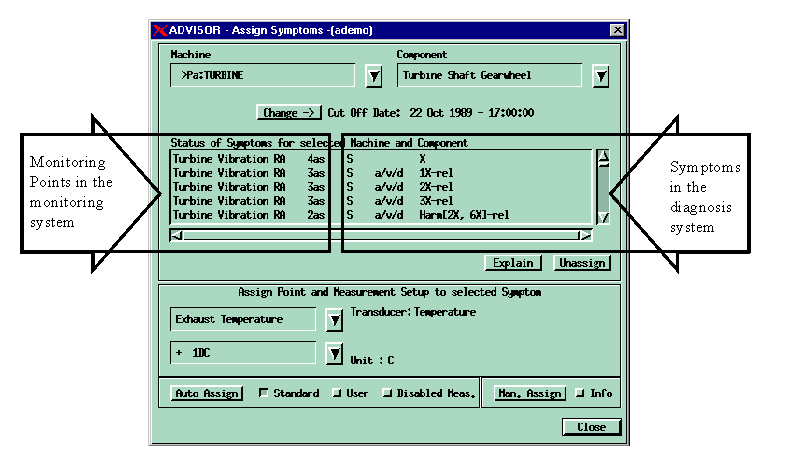 ADVISOR - Assign Symptoms -(ademo)
Machine Component
>Pa:TURBINE Turbine Shaft Gearwheel
Change -> Cut Off Date: 22 Oct 1989 - 17:00:00
Status of Symptoms for selected Machine and Component
Turbine Vibration RA 4as S X
Turbine Vibration RA 3as S a/v/d 1X-rel
Turbine Vibration RA 3as S a/v/d 2X-rel
Turbine Vibration RA 3as S a/v/d 3X-rel
Turbine Vibration RA 2as S a/v/d Harm[2X, 6X]-rel
Monitoring
Points in the
monitoring
system
Symptoms
in the
diagnosis
system
Explain Unassign
Assign Point and Measurement Setup to selected Symptom
Exhaust Temperature Transducer: Temperature
+ 1DC Unit : C
Auto Assign Standard User Disabled Meas. Man. Assign Info
Close